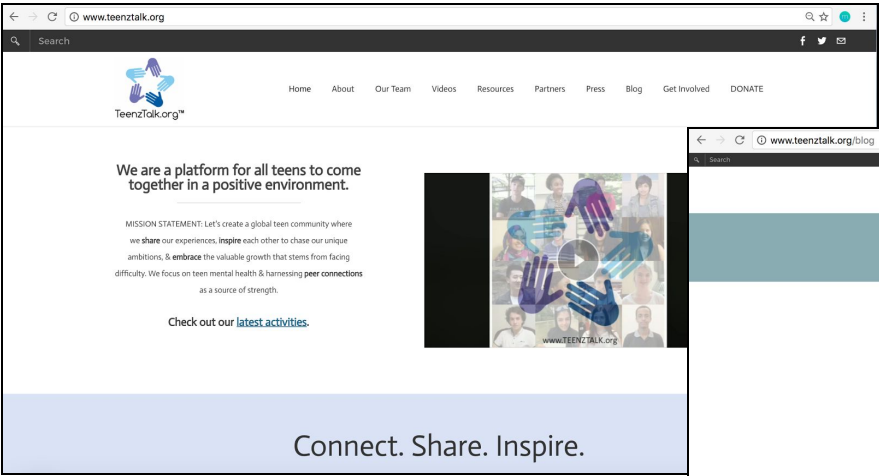 www.teenztalk.org
Search
TeenzTalk.org™
Home About Our Team Videos Resources Partners Press Blog Get Involved DONATE
We are a platform for all teens to come
together in a positive environment.
MISSION STATEMENT: Let's create a global teen community where
we share our experiences, inspire each other to chase our unique
ambitions, & embrace the valuable growth that stems from facing
difficulty. We focus on teen mental health & harnessing peer connections
as a source of strength.
Check out our latest activities.
www.TEENZTALK.org
Connect. Share. Inspire.
www.teenztalk.org/blog
Search